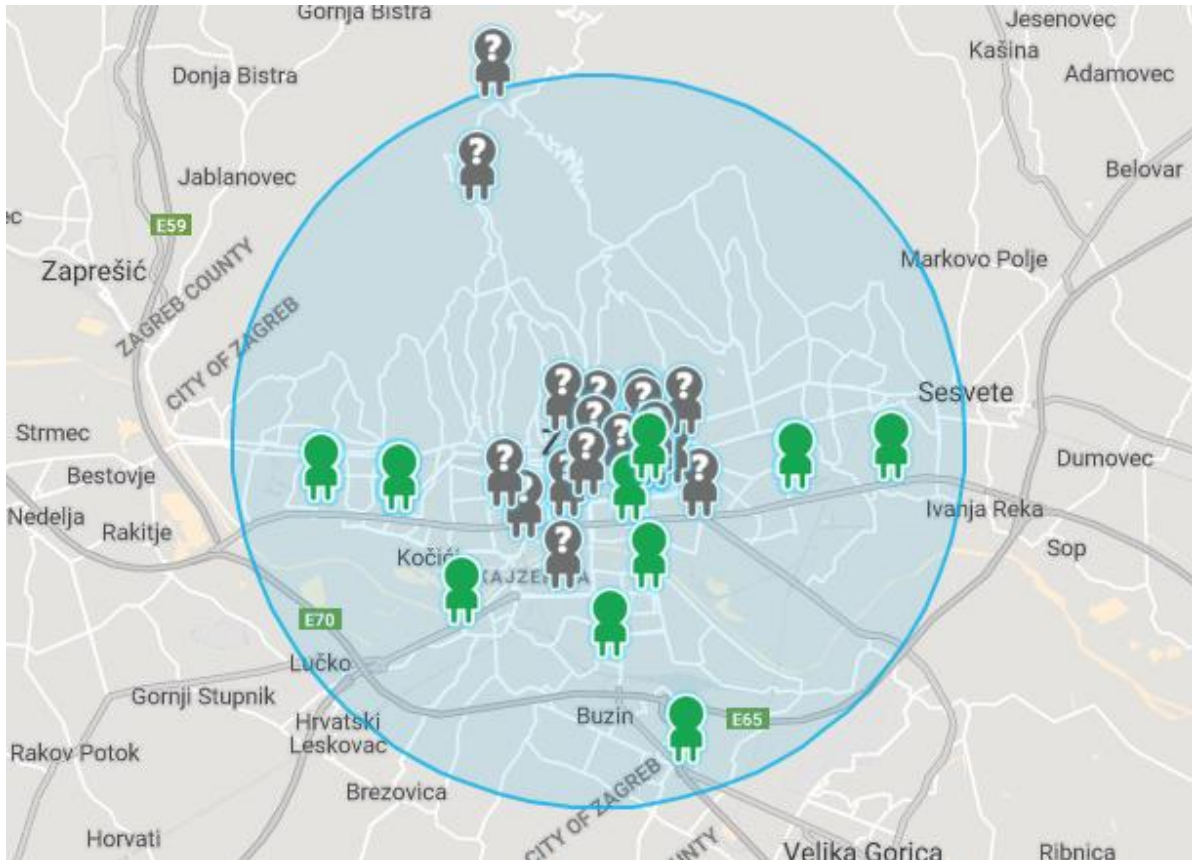 Gornja Bistra
Jesenovec
Kašina
Donja Bistra
Adamovec
Jablanovec
Belovar
ec
E59
Zaprešić
ZAGREB COUNTY
Markovo Polje
CITY OF ZAGREB
Sesvete
Strmec
Bestovje
Dumovec
Nedelja
Rakitje
Ivanja Reka
Sop
E70
Lučko
Gornji Stupnik
Hrvatski
Leskovac
Buzin
E65
Rakov Potok
Brezovica
CITY OF ZAGREB
COUNTY
Horvati
Velika Gorica
Ribnica